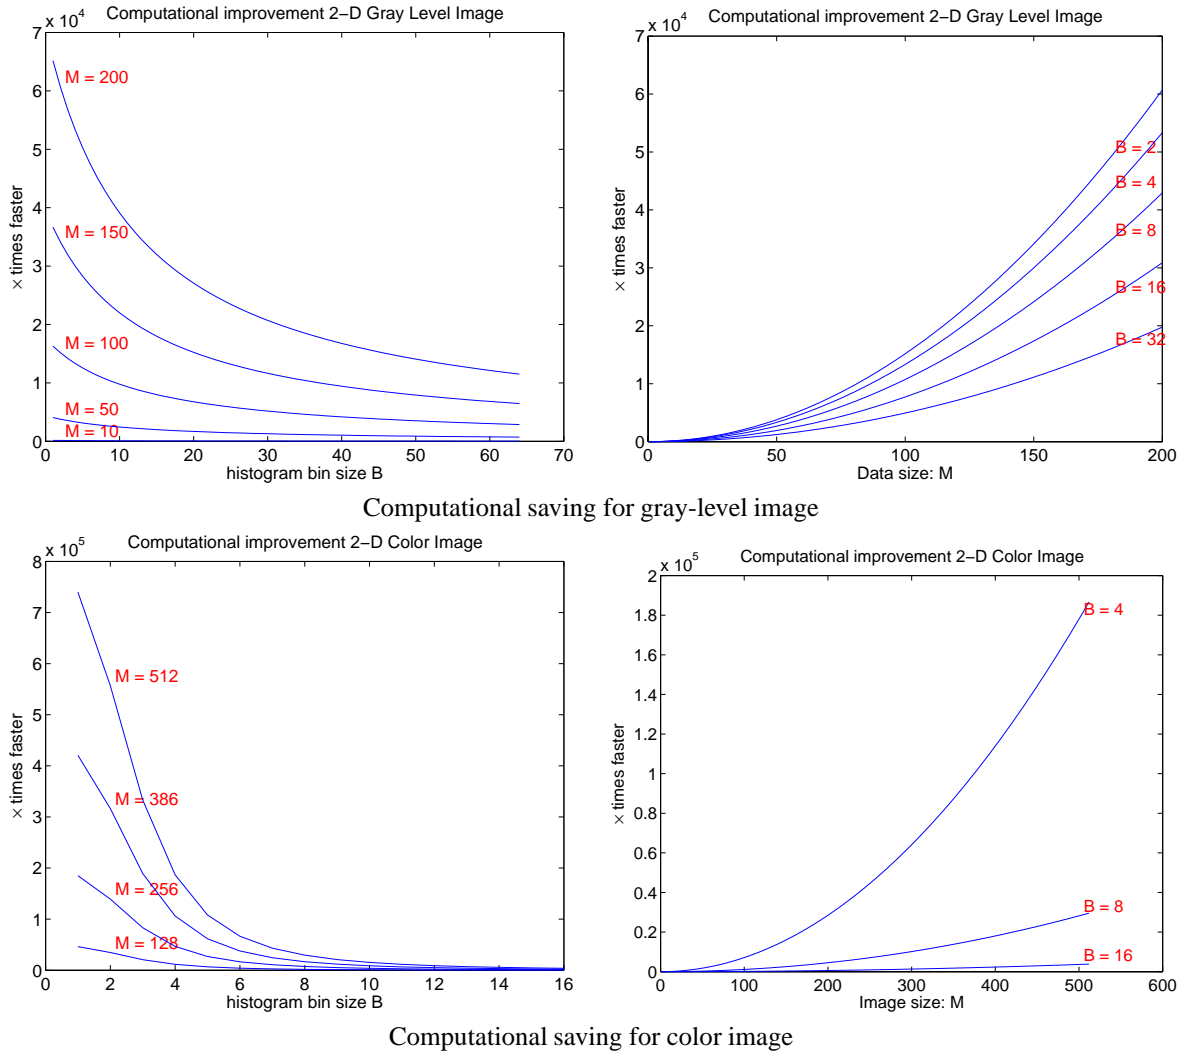 Computational improvement 2−D Gray Level Image
x 10^4
7
6
5
4
3
2
1
0
× times faster
M = 200
M = 150
M = 100
M = 50
M = 10
0 10 20 30 40 50 60 70
histogram bin size B
Computational improvement 2−D Gray Level Image
x 10^4
7
6
5
4
3
2
1
0
× times faster
B = 2
B = 4
B = 8
B = 16
B = 32
0 50 100 150 200
Data size: M
Computational saving for gray-level image
Computational improvement 2−D Color Image
x 10^5
8
7
6
5
4
3
2
1
0
× times faster
M = 512
M = 386
M = 256
M = 128
0 2 4 6 8 10 12 14 16
histogram bin size B
Computational improvement 2−D Color Image
x 10^5
2
1.8
1.6
1.4
1.2
1
0.8
0.6
0.4
0.2
0
× times faster
B = 4
B = 8
B = 16
0 100 200 300 400 500 600
Image size: M
Computational saving for color image